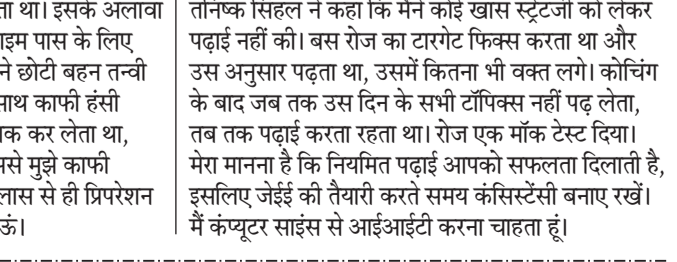 ता था। इसके अलावा
इम पास के लिए
ने छोटी बहन तन्वी
साथ काफी हंसी
क कर लेता था,
ससे मुझे काफी
लास से ही प्रिपरेशन
ऊं।
तनिष्क सिंहल ने कहा कि मैंने कोई खास स्ट्रेटजी को लेकर
पढ़ाई नहीं की। बस रोज का टारगेट फिक्स करता था और
उस अनुसार पढ़ता था, उसमें कितना भी वक्त लगे। कोचिंग
के बाद जब तक उस दिन के सभी टॉपिक्स नहीं पढ़ लेता,
तब तक पढ़ाई करता रहता था। रोज एक मॉक टेस्ट दिया।
मेरा मानना है कि नियमित पढ़ाई आपको सफलता दिलाती है,
इसलिए जेईई की तैयारी करते समय कंसिस्टेंसी बनाए रखें।
मैं कंप्यूटर साइंस से आईआईटी करना चाहता हूं।